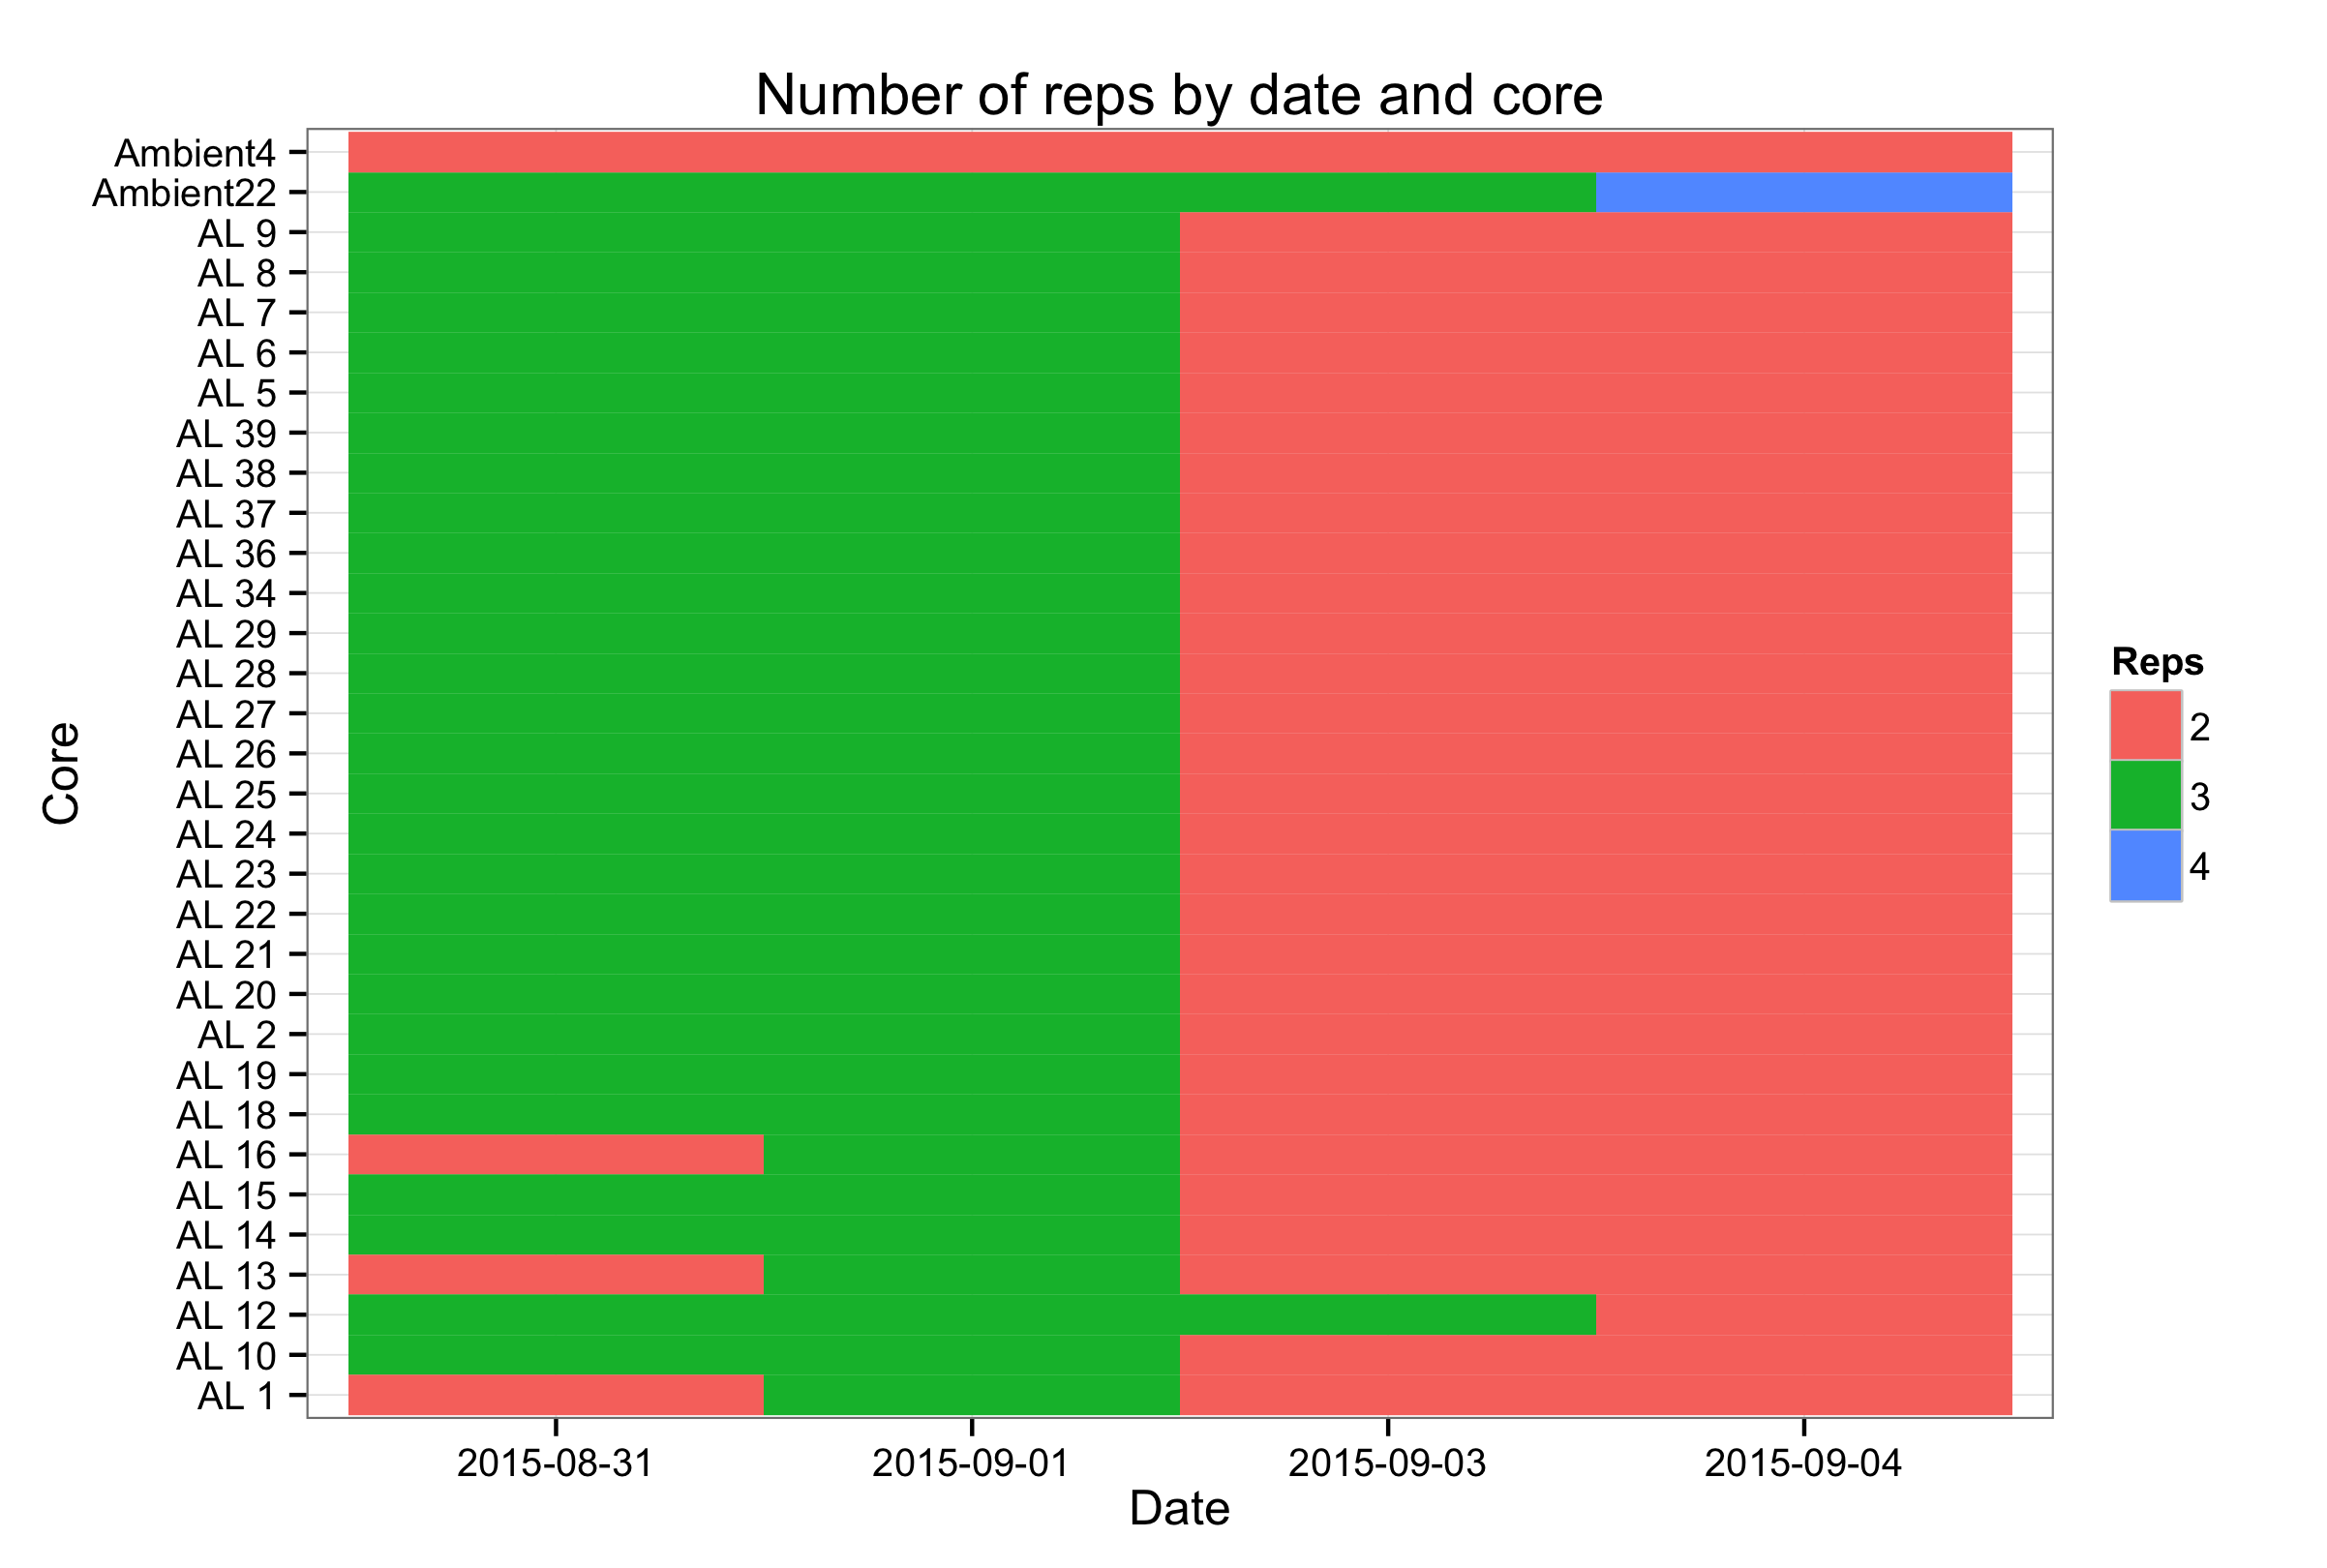 Number of reps by date and core
Ambient4
Ambient22
AL 9
AL 8
AL 7
AL 6
AL 5
AL 39
AL 38
AL 37
AL 36
AL 34
AL 29
AL 28
AL 27
AL 26
AL 25
AL 24
AL 23
AL 22
AL 21
AL 20
AL 2
AL 19
AL 18
AL 16
AL 15
AL 14
AL 13
AL 12
AL 10
AL 1
Core
2015-08-31 2015-09-01 2015-09-03 2015-09-04
Date
Reps
2
3
4